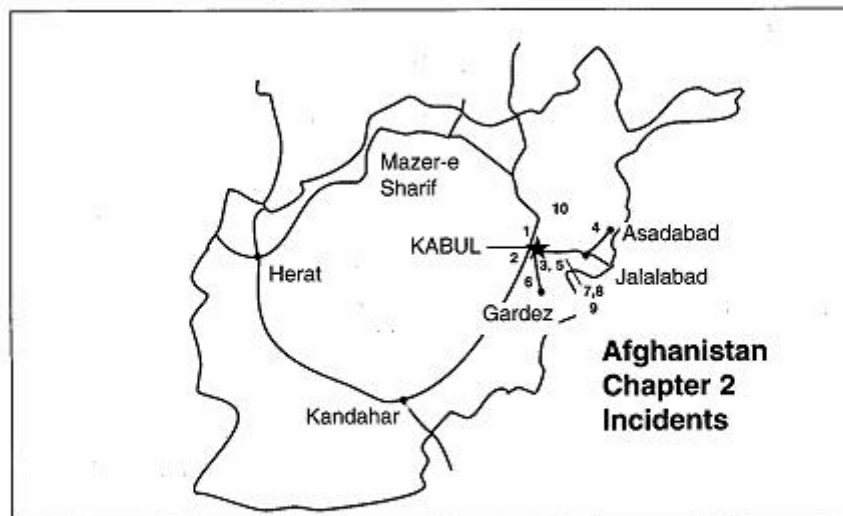 Mazer-e
Sharif
10
1
4
Asadabad
KABUL
2
3, 5
Herat
6
7,8
Jalalabad
Gardez
9
Afghanistan
Chapter 2
Incidents
Kandahar